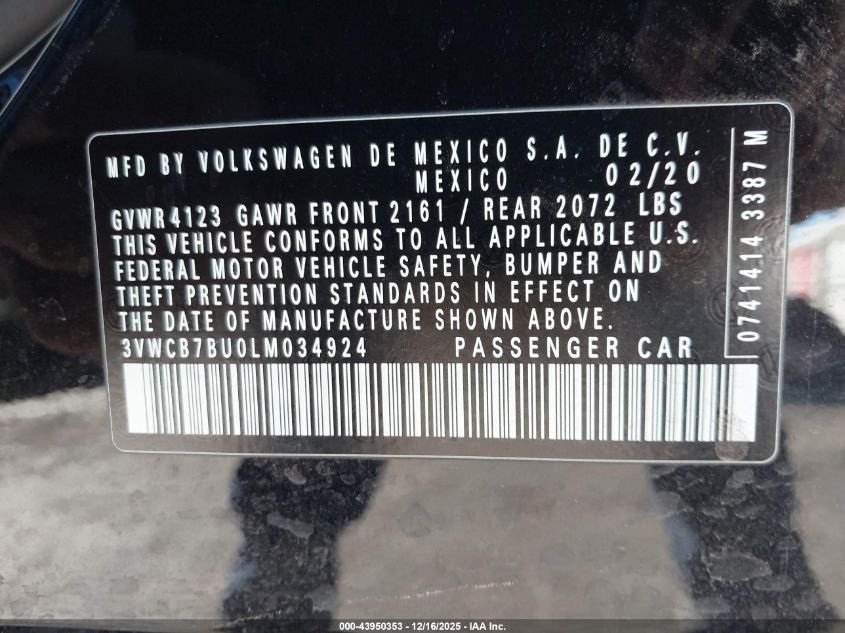 MFD BY VOLKSWAGEN DE MEXICO S.A. DE C.V.
MEXICO 02/20
GVWR 4123 GAWR FRONT 2161 / REAR 2072 LBS
THIS VEHICLE CONFORMS TO ALL APPLICABLE U.S.
FEDERAL MOTOR VEHICLE SAFETY, BUMPER AND
THEFT PREVENTION STANDARDS IN EFFECT ON
THE DATE OF MANUFACTURE SHOWN ABOVE.
3VWCB7BU0LM034924 PASSENGER CAR
0741414 3387 M
000-43950353 - 12/16/2025 - IAA Inc.